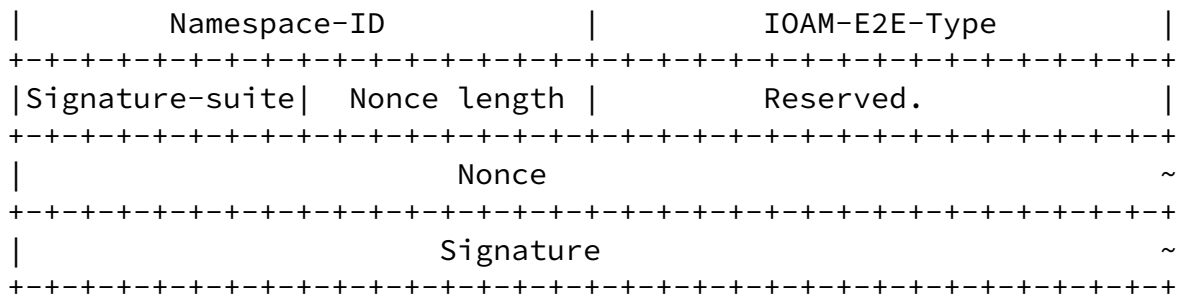 |        Namespace-ID           |         IOAM-E2E-Type         |
+-+-+-+-+-+-+-+-+-+-+-+-+-+-+-+-+-+-+-+-+-+-+-+-+-+-+-+-+-+-+-+-+
|Signature-suite|  Nonce length |         Reserved.             |
+-+-+-+-+-+-+-+-+-+-+-+-+-+-+-+-+-+-+-+-+-+-+-+-+-+-+-+-+-+-+-+-+
|                        Nonce                                  ~
+-+-+-+-+-+-+-+-+-+-+-+-+-+-+-+-+-+-+-+-+-+-+-+-+-+-+-+-+-+-+-+-+
|                       Signature                               ~
+-+-+-+-+-+-+-+-+-+-+-+-+-+-+-+-+-+-+-+-+-+-+-+-+-+-+-+-+-+-+-+-+